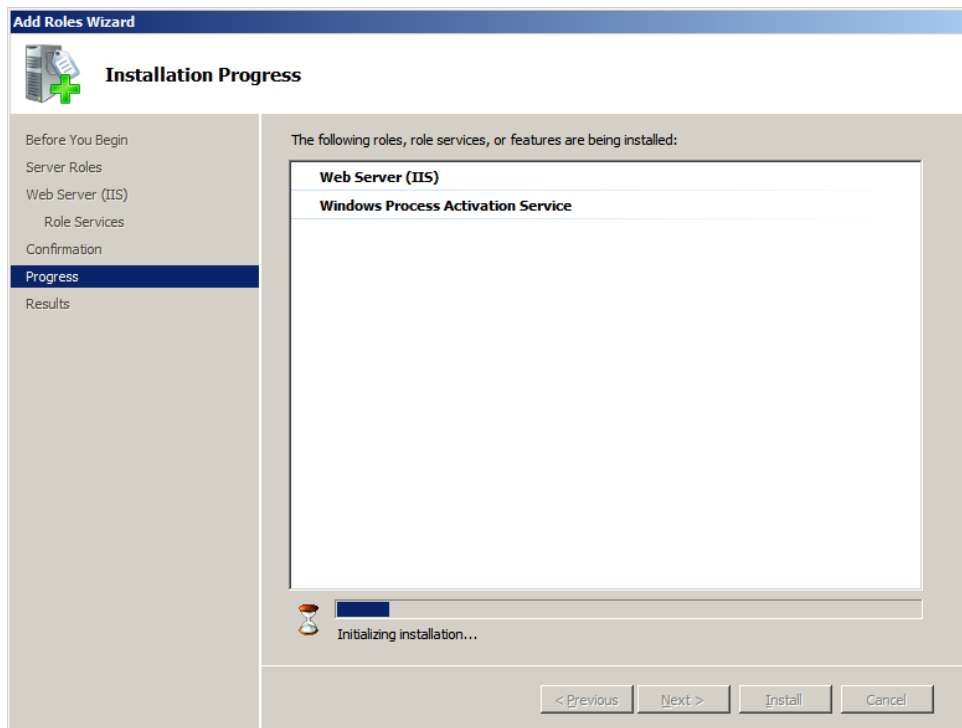 Add Roles Wizard
Installation Progress
Before You Begin
Server Roles
Web Server (IIS)
Role Services
Confirmation
Progress
Results
The following roles, role services, or features are being installed:
Web Server (IIS)
Windows Process Activation Service
Initializing installation...
< Previous Next > Install Cancel